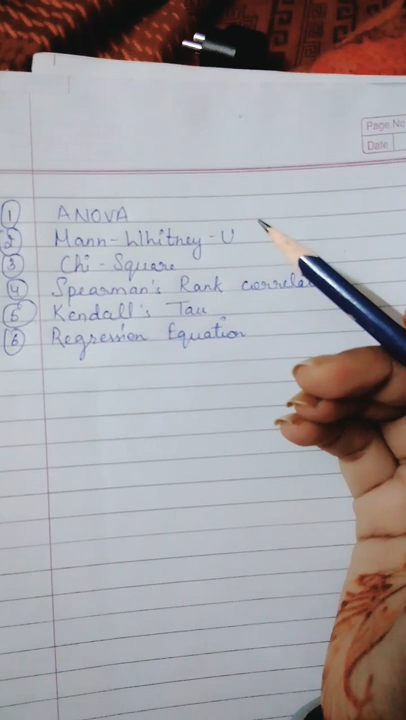 Page No
Date
1 ANOVA
2 Mann-Whitney-U
3 Chi-Square
4 Spearman's Rank correla
5 Kendall's Tau
6 Regression Equation